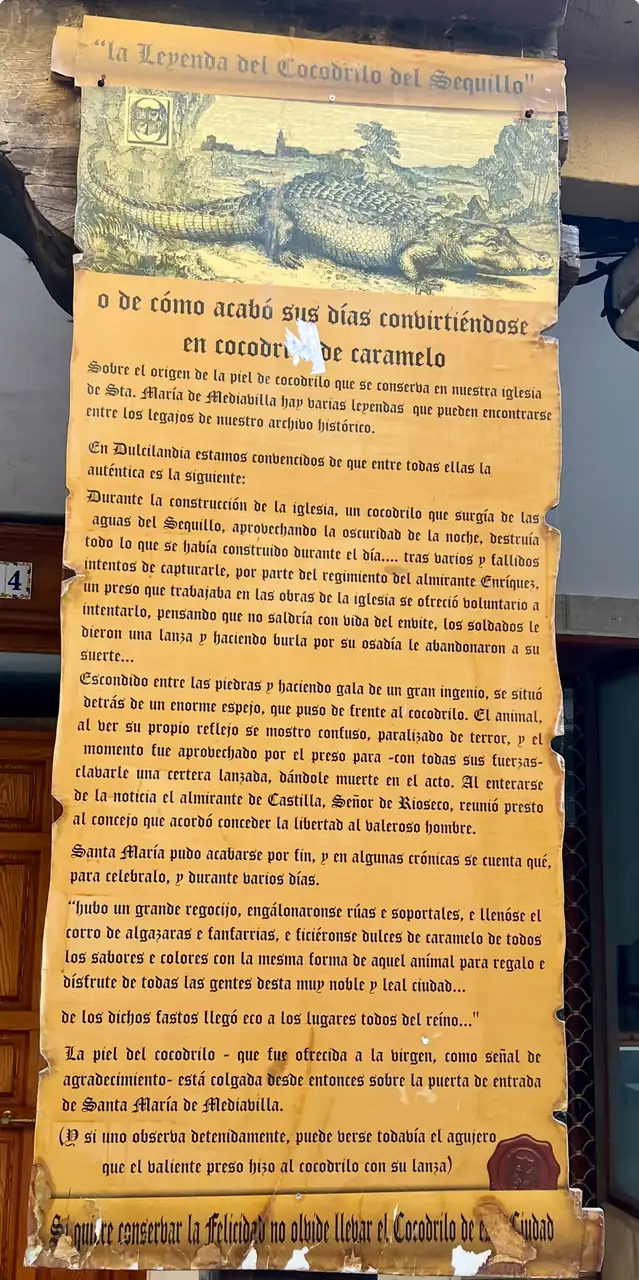 "la Leyenda del Cocodrilo del Sequillo"
o de cómo acabó sus días convirtiéndose
en de caramelo
Sobre el origen de la piel de cocodrilo que se conserva en nuestra iglesia
de Sta. María de Mediavilla hay varias leyendas que pueden encontrarse
entre los legajos de nuestro archivo histórico.
En Dulcilandia estamos convencidos de que entre todas ellas la
auténtica es la siguiente:
Durante la construcción de la iglesia, un cocodrilo que surgía de las
aguas del Sequillo, aprovechando la oscuridad de la noche, destruía
todo lo que se había construido durante el día.... tras varios y fallidos
intentos de capturarle, por parte del regimiento del almirante Enríquez,
un preso que trabajaba en las obras de la iglesia se ofreció voluntario a
intentarlo, pensando que no saldría con vida del envite, los soldados le
dieron una lanza y haciendo burla por su osadía le abandonaron a su
suerte...
Escondido entre las piedras y haciendo gala de un gran ingenio, se situó
detrás de un enorme espejo, que puso de frente al cocodrilo. El animal,
al ver su propio reflejo se mostro confuso, paralizado de terror, y el
momento fue aprovechado por el preso para -con todas sus fuerzas-
clavarle una certera lanzada, dándole muerte en el acto. Al enterarse
de la noticia el almirante de Castilla, Señor de Rioseco, reunió presto
al concejo que acordó conceder la libertad al valeroso hombre.
Santa María pudo acabarse por fin, y en algunas crónicas se cuenta qué,
para celebralo, y durante varios días.
"hubo un grande regocijo, engálonaronse rúas e soportales, e llenóse el
corro de algazaras e fanfarrias, e ficiéronse dulces de caramelo de todos
los sabores e colores con la mesma forma de aquel anímal para regalo e
dísfrute de todas las gentes desta muy noble y leal ciudad...
de los dichos fastos llegó eco a los lugares todos del reíno..."
La piel del cocodrilo - que fue ofrecida a la virgen, como señal de
agradecimiento- está colgada desde entonces sobre la puerta de entrada
de Santa María de Mediavilla.
(Y si uno observa detenidamente, puede verse todavía el agujero
que el valiente preso hizo al cocodrilo con su lanza)
Si quiere conservar la Felicidad no olvide llevar el Cocodrilo de Ciudad
4